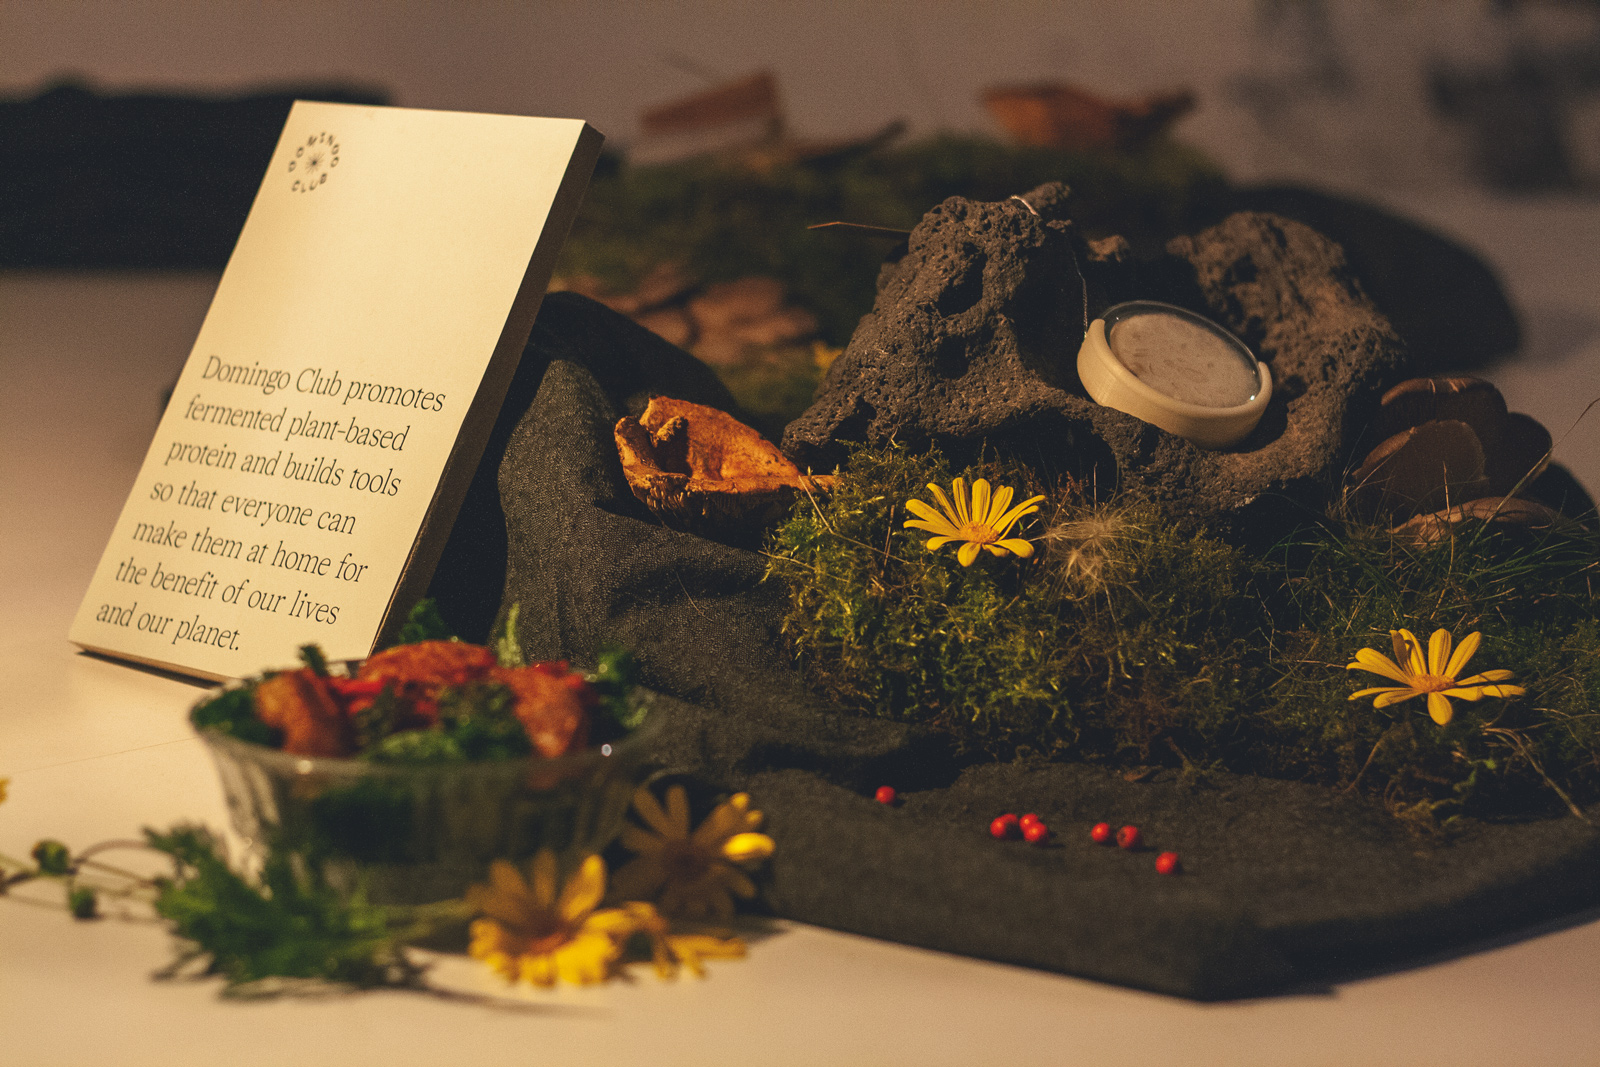 DOMINGO
CLUB
Domingo Club promotes
fermented plant-based
protein and builds tools
so that everyone can
make them at home for
the benefit of our lives
and our planet.